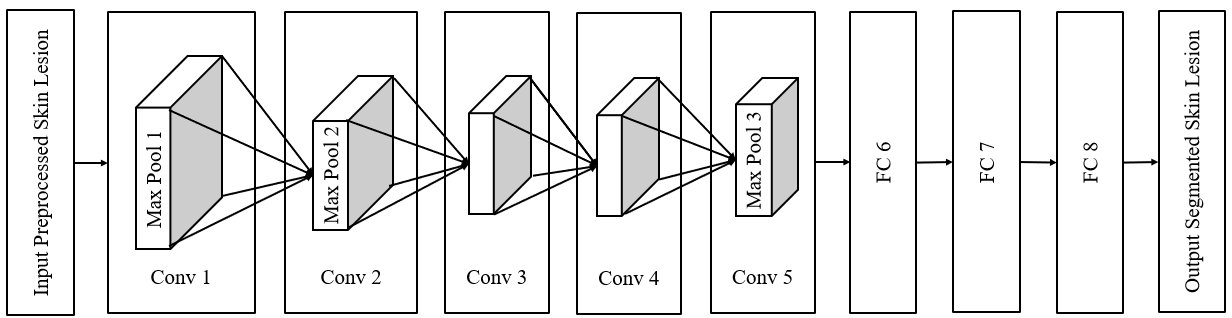 Input Preprocessed Skin Lesion
Max Pool 1
Conv 1
Max Pool 2
Conv 2
Conv 3
Conv 4
Max Pool 3
Conv 5
FC 6
FC 7
FC 8
Output Segmented Skin Lesion